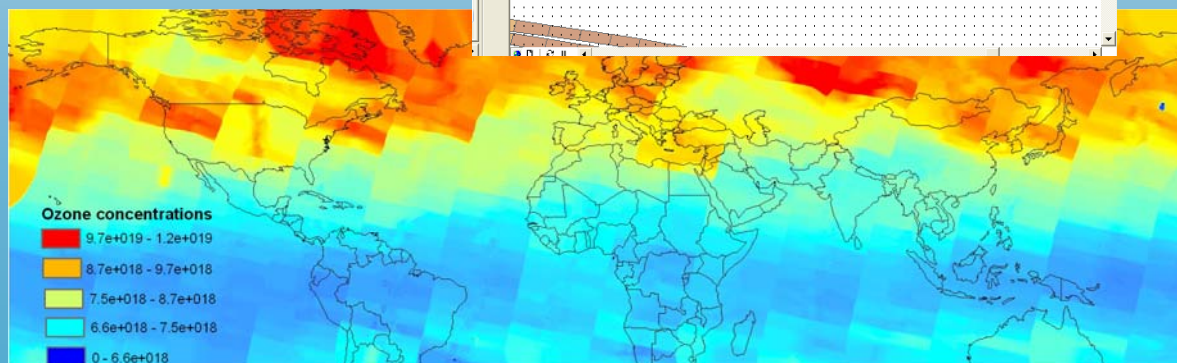 Ozone concentrations
9.7e+019 - 1.2e+019
8.7e+018 - 9.7e+018
7.5e+018 - 8.7e+018
6.6e+018 - 7.5e+018
0 - 6.6e+018